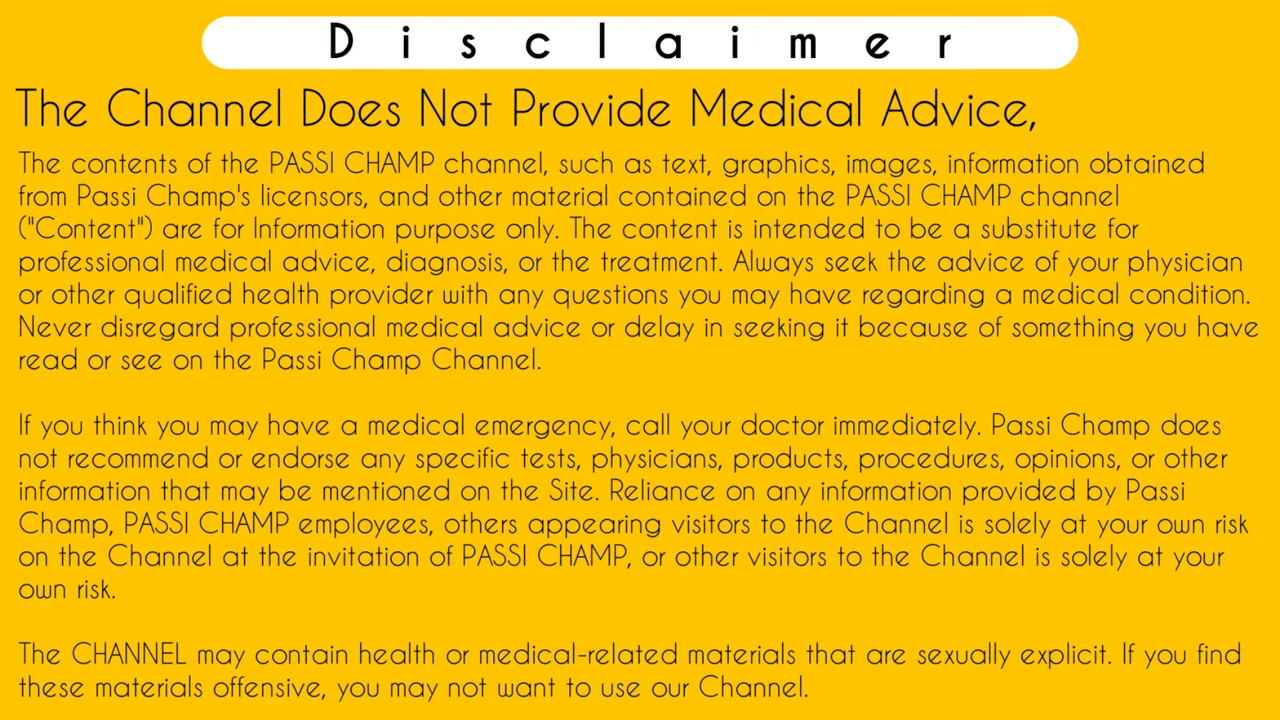 Disclaimer
The Channel Does Not Provide Medical Advice,
The contents of the PASSI CHAMP channel, such as text, graphics, images, information obtained
from Passi Champ's licensors, and other material contained on the PASSI CHAMP channel
("Content") are for Information purpose only. The content is intended to be a substitute for
professional medical advice, diagnosis, or the treatment. Always seek the advice of your physician
or other qualified health provider with any questions you may have regarding a medical condition.
Never disregard professional medical advice or delay in seeking it because of something you have
read or see on the Passi Champ Channel.
If you think you may have a medical emergency, call your doctor immediately. Passi Champ does
not recommend or endorse any specific tests, physicians, products, procedures, opinions, or other
information that may be mentioned on the Site. Reliance on any information provided by Passi
Champ, PASSI CHAMP employees, others appearing visitors to the Channel is solely at your own risk
on the Channel at the invitation of PASSI CHAMP, or other visitors to the Channel is solely at your
own risk.
The CHANNEL may contain health or medical-related materials that are sexually explicit. If you find
these materials offensive, you may not want to use our Channel.